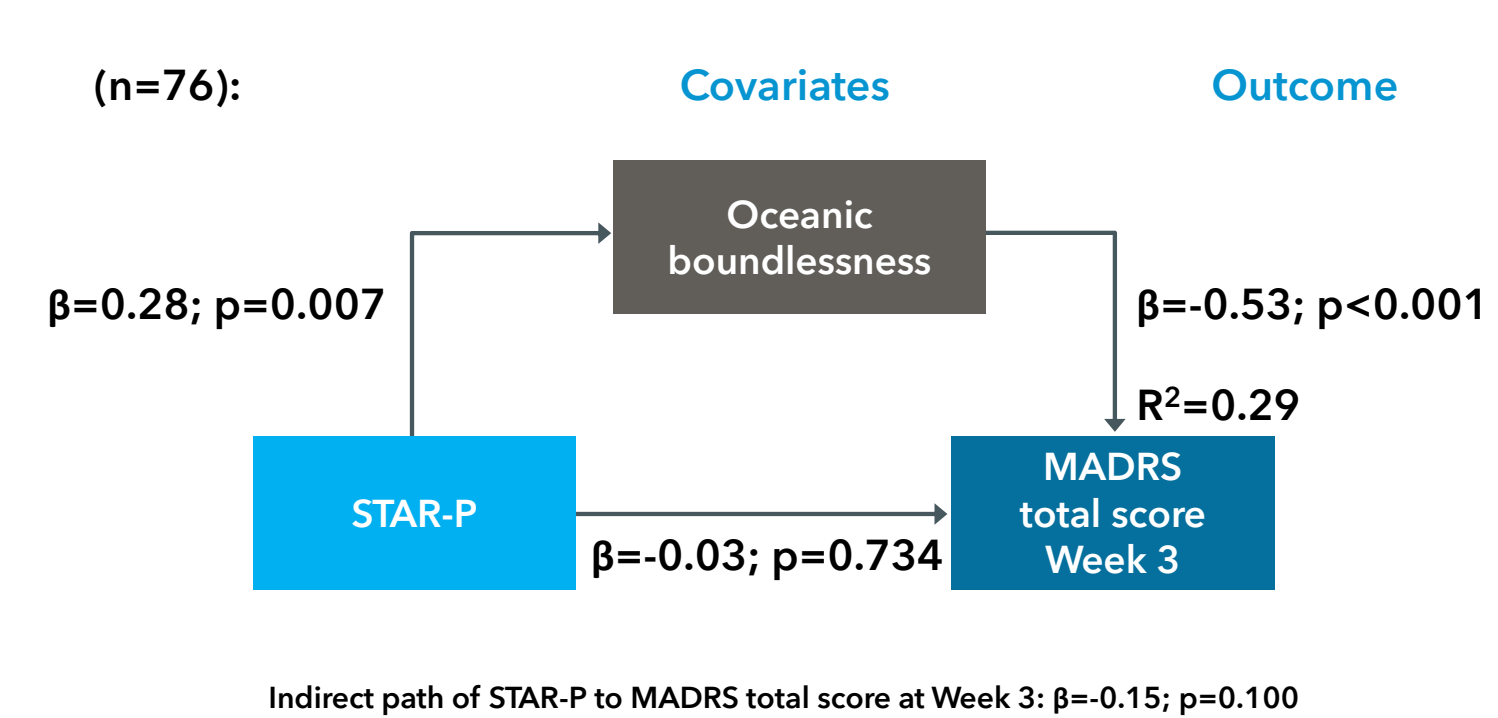 (n=76):
Covariates
Outcome
Oceanic
boundlessness
β=0.28; p=0.007
β=-0.53; p<0.001
R²=0.29
STAR-P
MADRS
total score
Week 3
β=-0.03; p=0.734
Indirect path of STAR-P to MADRS total score at Week 3: β=-0.15; p=0.100